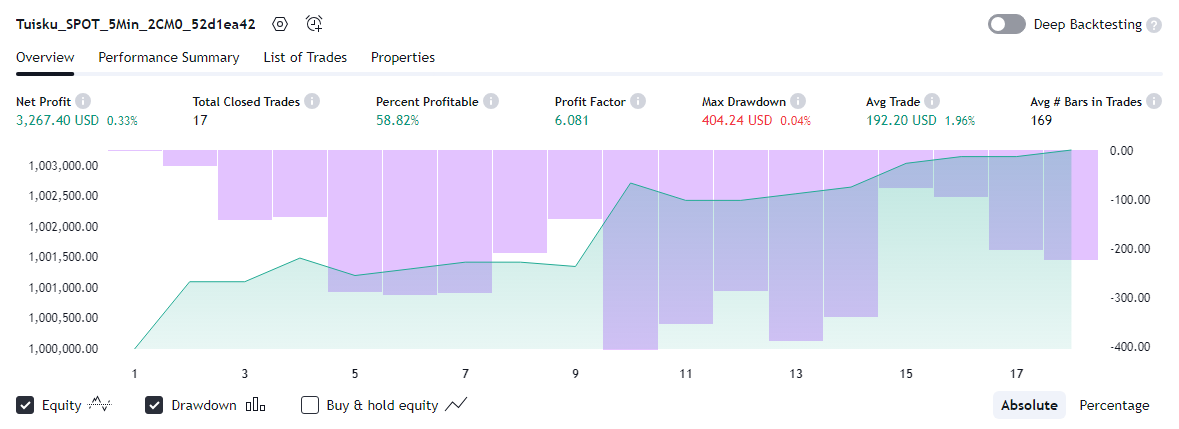 Tuisku_SPOT_5Min_2CM0_52d1ea42 Deep Backtesting ?
Overview Performance Summary List of Trades Properties
Net Profit i Total Closed Trades i Percent Profitable i Profit Factor i Max Drawdown i Avg Trade i Avg # Bars in Trades i
3,267.40 USD 0.33% 17 58.82% 6.081 404.24 USD 0.04% 192.20 USD 1.96% 169
1,003,000.00 0.00
1,002,500.00 -100.00
1,002,000.00 -200.00
1,001,500.00
1,001,000.00 -300.00
1,000,500.00
1,000,000.00 -400.00
1 3 5 7 9 11 13 15 17
Equity Drawdown Buy & hold equity Absolute Percentage